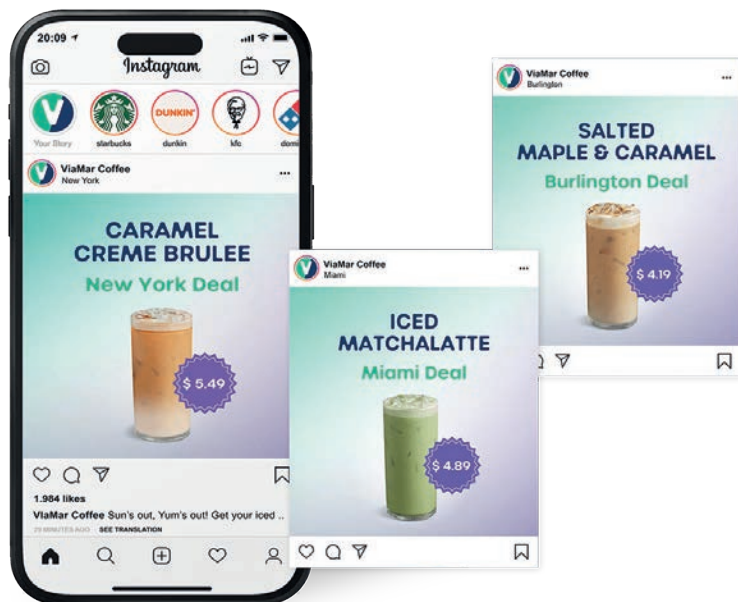 20:09
Instagram
V
DUNKIN'
KFC
Your Story
starbucks
dunkin
kfc
domi
V
ViaMar Coffee
New York
CARAMEL
CREME BRULEE
New York Deal
$ 5.49
1.984 likes
ViaMar Coffee Sun's out, Yum's out! Get your iced ..
SEE TRANSLATION
V
ViaMar Coffee
Miami
ICED
MATCHALATTE
Miami Deal
$ 4.89
V
ViaMar Coffee
Burlington
SALTED
MAPLE & CARAMEL
Burlington Deal
$ 4.19